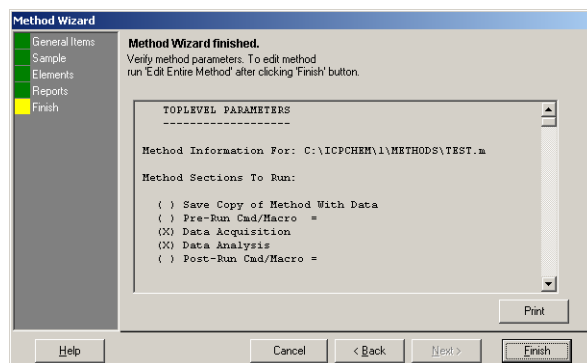 Method Wizard
General Items
Sample
Elements
Reports
Finish
Method Wizard finished.
Verify method parameters. To edit method
run 'Edit Entire Method' after clicking 'Finish' button.
TOPLEVEL PARAMETERS
-------------------
Method Information For: C:\ICPCHEM\1\METHODS\TEST.m
Method Sections To Run:
( ) Save Copy of Method With Data
( ) Pre-Run Cmd/Macro =
(X) Data Acquisition
(X) Data Analysis
( ) Post-Run Cmd/Macro =
Print
Help
Cancel
< Back
Next >
Finish